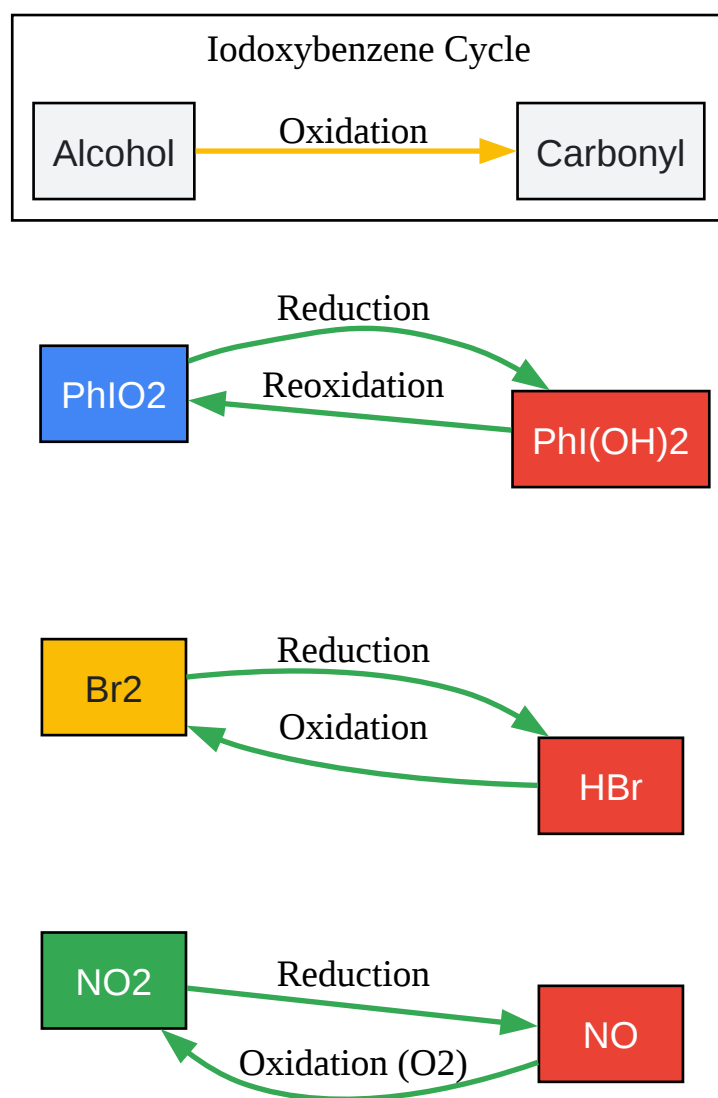 Iodoxybenzene Cycle
Alcohol
Oxidation
Carbonyl
Reduction
PhIO2
Reoxidation
PhI(OH)2
Reduction
Br2
Oxidation
HBr
NO2
Reduction
NO
Oxidation (O2)